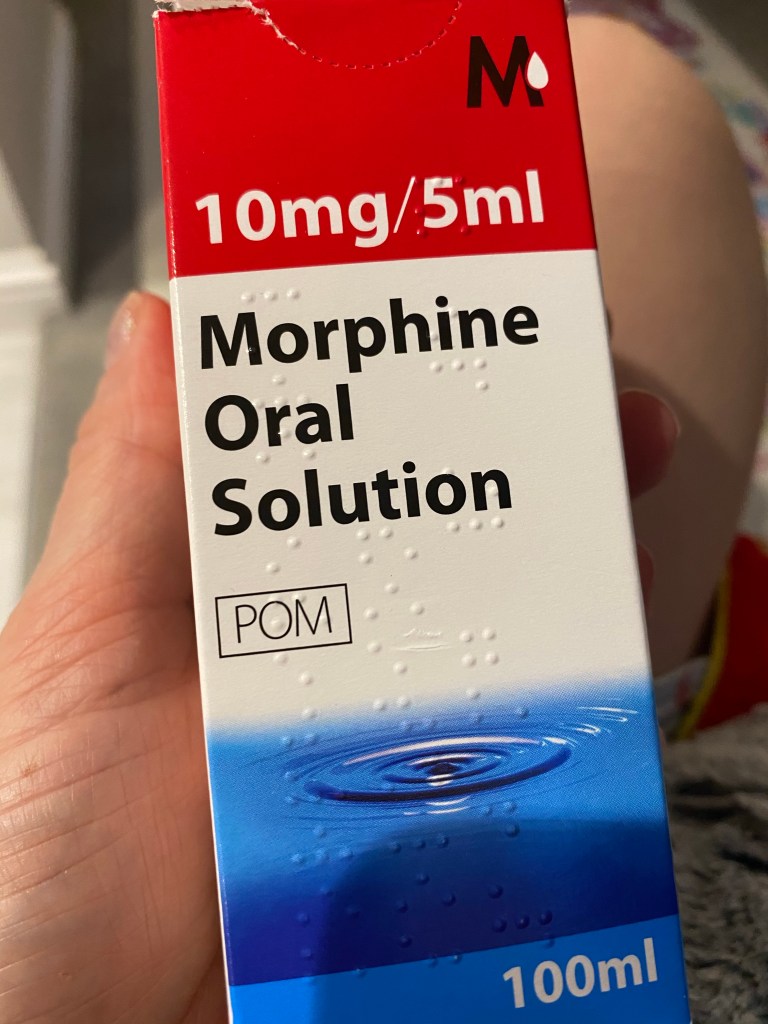 M
10mg/5ml
Morphine
Oral
Solution
POM
100ml